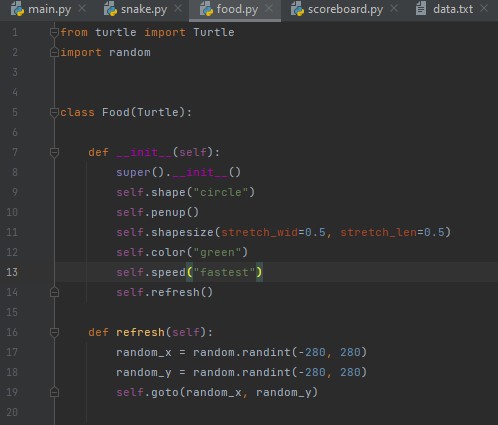 main.py snake.py food.py scoreboard.py data.txt
1 from turtle import Turtle
2 import random
3
4
5 class Food(Turtle):
6
7     def __init__(self):
8         super().__init__()
9         self.shape("circle")
10         self.penup()
11         self.shapesize(stretch_wid=0.5, stretch_len=0.5)
12         self.color("green")
13         self.speed("fastest")
14         self.refresh()
15
16     def refresh(self):
17         random_x = random.randint(-280, 280)
18         random_y = random.randint(-280, 280)
19         self.goto(random_x, random_y)
20